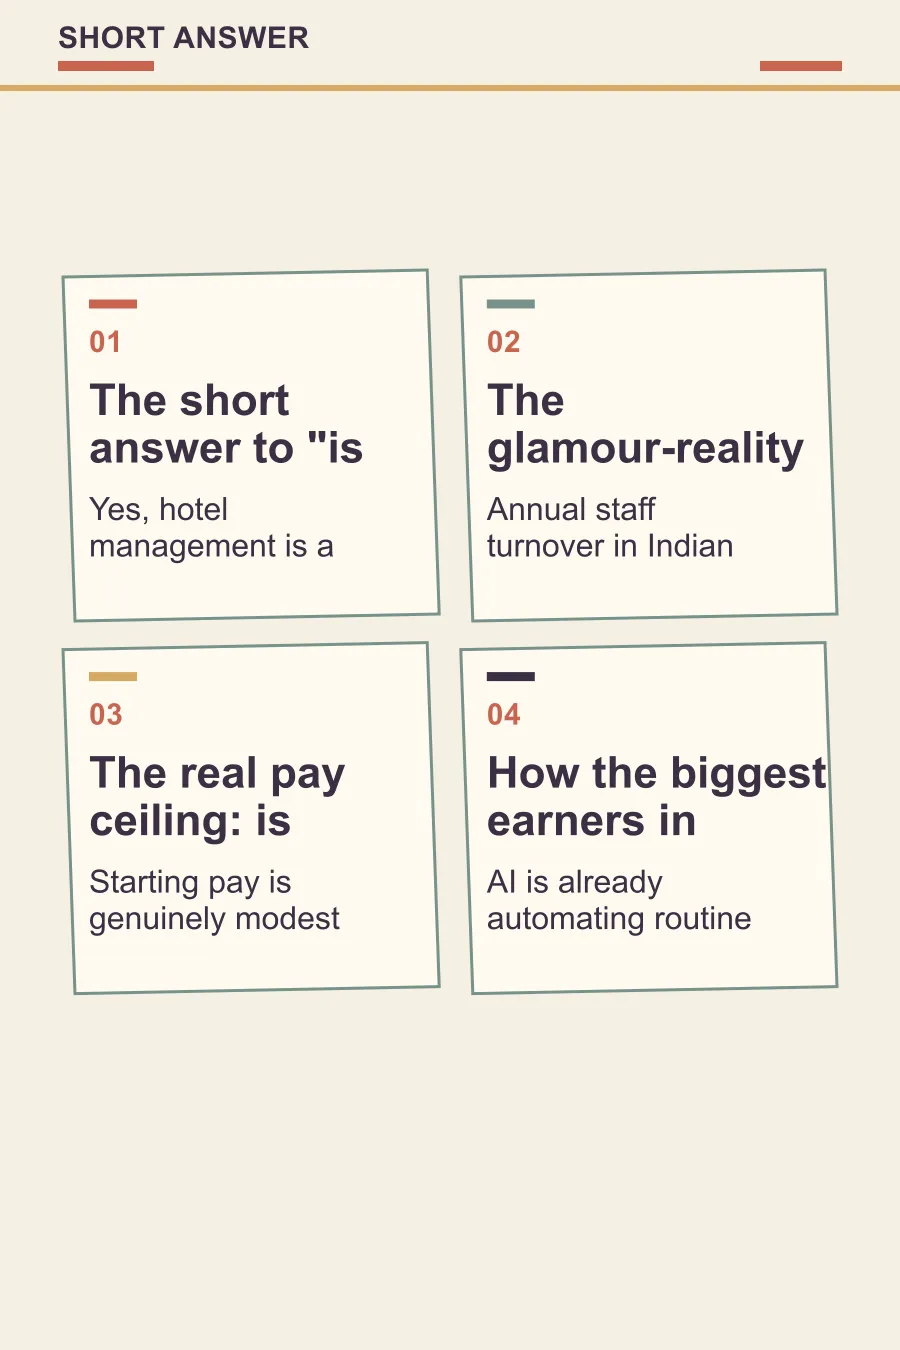 SHORT ANSWER
01
The short
answer to "is
Yes, hotel
management is a
02
The
glamour-reality
Annual staff
turnover in Indian
03
The real pay
ceiling: is
Starting pay is
genuinely modest
04
How the biggest
earners in
AI is already
automating routine